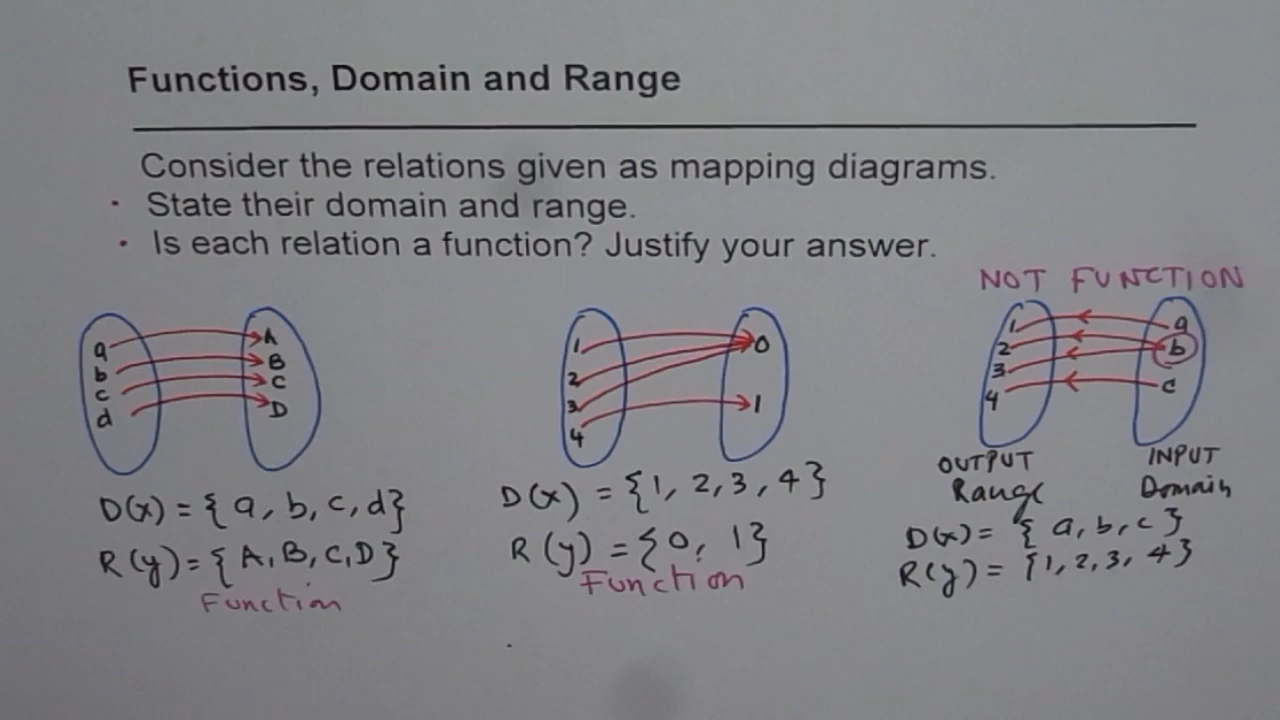 Functions, Domain and Range
Consider the relations given as mapping diagrams.
· State their domain and range.
· Is each relation a function? Justify your answer.
a
b
c
d
A
B
C
D
D(x) = {a, b, c, d}
R(y) = {A, B, C, D}
Function
1
2
3
4
0
1
D(x) = {1, 2, 3, 4}
R(y) = {0, 1}
Function
NOT FUNCTION
1
2
3
4
a
b
c
OUTPUT
Range
INPUT
Domain
D(x) = {a, b, c}
R(y) = {1, 2, 3, 4}